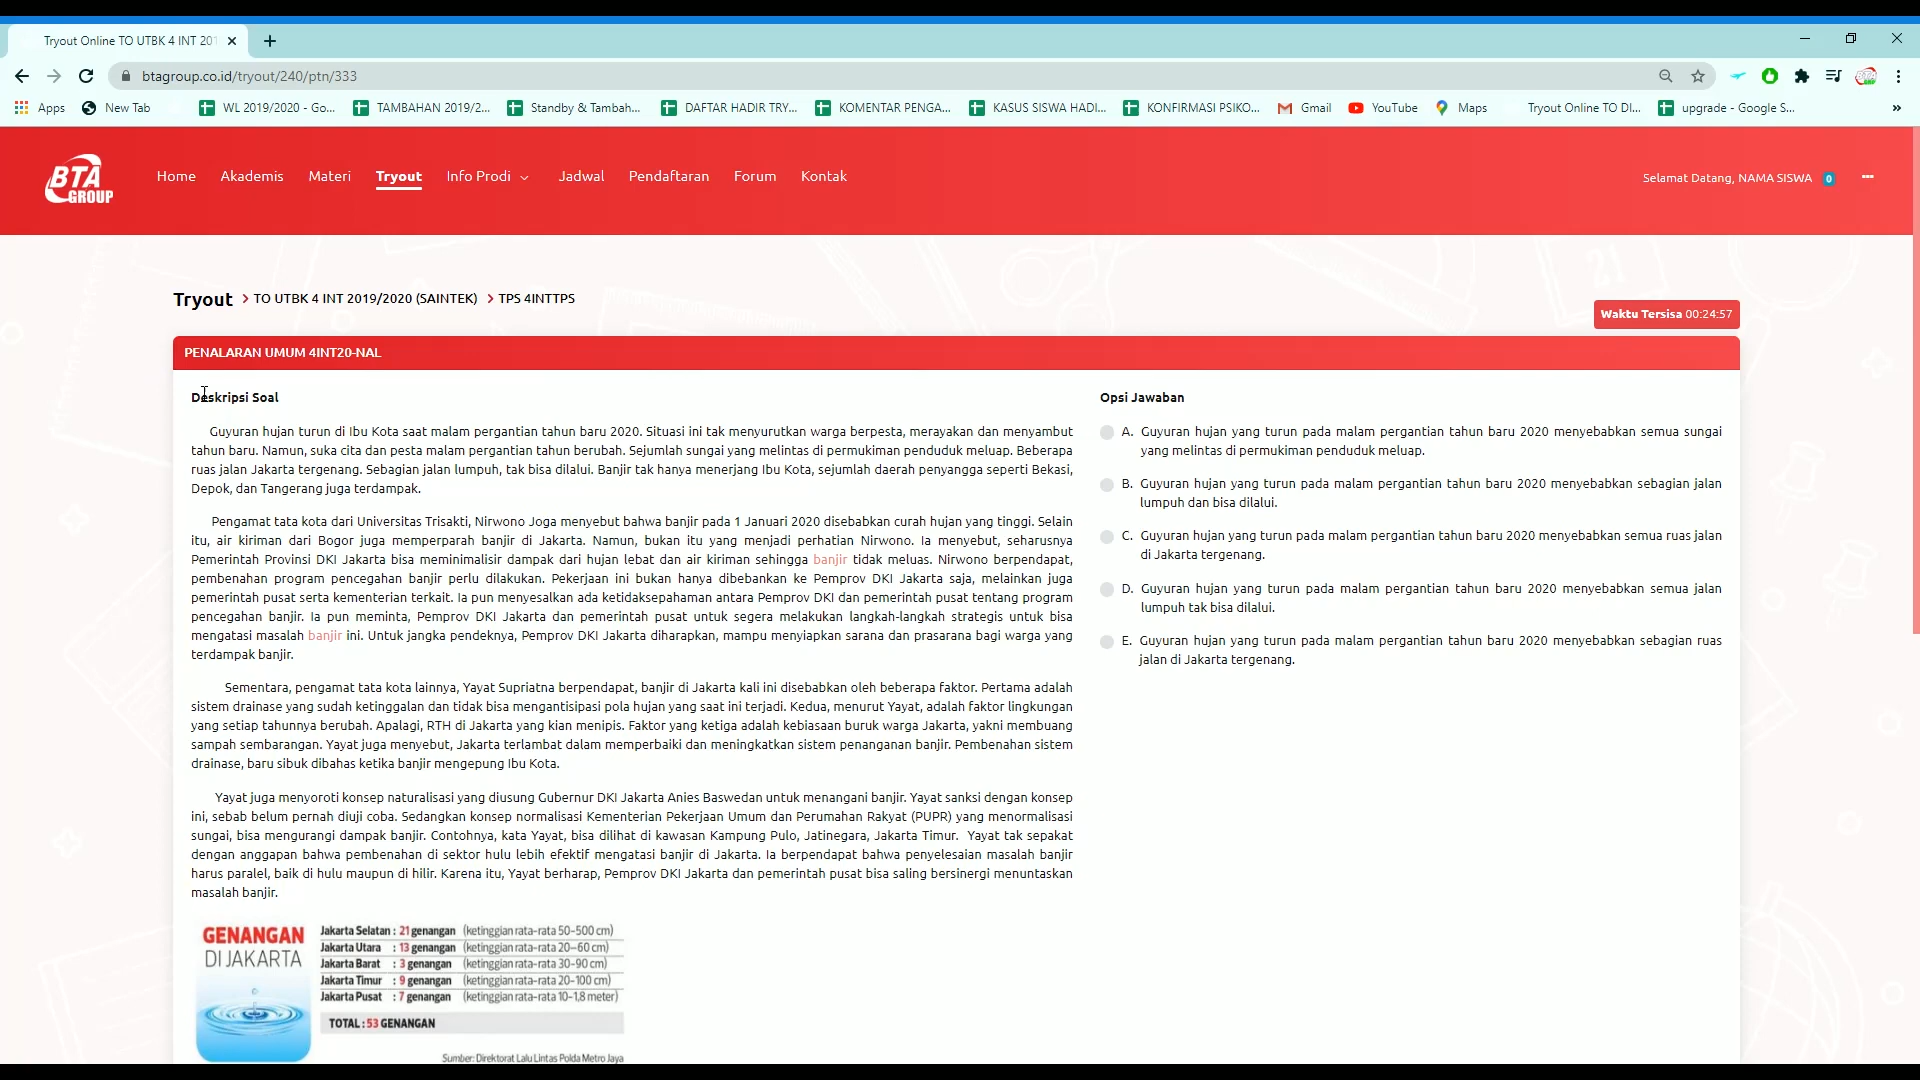 Tryout Online TO UTBK 4 INT 201
btagroup.co.id/tryout/240/ptn/333
Apps
New Tab
WL 2019/2020 - Go...
TAMBAHAN 2019/2...
Standby & Tambah...
DAFTAR HADIR TRY...
KOMENTAR PENGA...
KASUS SISWA HADI...
KONFIRMASI PSIKO...
Gmail
YouTube
Maps
Tryout Online TO DI...
upgrade - Google S...
»
BTA
GROUP
Home
Akademis
Materi
Tryout
Info Prodi
Jadwal
Pendaftaran
Forum
Kontak
Selamat Datang, NAMA SISWA 0
Tryout > TO UTBK 4 INT 2019/2020 (SAINTEK) > TPS 4INTTPS
Waktu Tersisa 00:24:57
PENALARAN UMUM 4INT20-NAL
Deskripsi Soal
Guyuran hujan turun di Ibu Kota saat malam pergantian tahun baru 2020. Situasi ini tak menyurutkan warga berpesta, merayakan dan menyambut
tahun baru. Namun, suka cita dan pesta malam pergantian tahun berubah. Sejumlah sungai yang melintas di permukiman penduduk meluap. Beberapa
ruas jalan Jakarta tergenang. Sebagian jalan lumpuh, tak bisa dilalui. Banjir tak hanya menerjang Ibu Kota, sejumlah daerah penyangga seperti Bekasi,
Depok, dan Tangerang juga terdampak.
Pengamat tata kota dari Universitas Trisakti, Nirwono Joga menyebut bahwa banjir pada 1 Januari 2020 disebabkan curah hujan yang tinggi. Selain
itu, air kiriman dari Bogor juga memperparah banjir di Jakarta. Namun, bukan itu yang menjadi perhatian Nirwono. Ia menyebut, seharusnya
Pemerintah Provinsi DKI Jakarta bisa meminimalisir dampak dari hujan lebat dan air kiriman sehingga banjir tidak meluas. Nirwono berpendapat,
pembenahan program pencegahan banjir perlu dilakukan. Pekerjaan ini bukan hanya dibebankan ke Pemprov DKI Jakarta saja, melainkan juga
pemerintah pusat serta kementerian terkait. Ia pun menyesalkan ada ketidaksepahaman antara Pemprov DKI dan pemerintah pusat tentang program
pencegahan banjir. Ia pun meminta, Pemprov DKI Jakarta dan pemerintah pusat untuk segera melakukan langkah-langkah strategis untuk bisa
mengatasi masalah banjir ini. Untuk jangka pendeknya, Pemprov DKI Jakarta diharapkan, mampu menyiapkan sarana dan prasarana bagi warga yang
terdampak banjir.
Sementara, pengamat tata kota lainnya, Yayat Supriatna berpendapat, banjir di Jakarta kali ini disebabkan oleh beberapa faktor. Pertama adalah
sistem drainase yang sudah ketinggalan dan tidak bisa mengantisipasi pola hujan yang saat ini terjadi. Kedua, menurut Yayat, adalah faktor lingkungan
yang setiap tahunnya berubah. Apalagi, RTH di Jakarta yang kian menipis. Faktor yang ketiga adalah kebiasaan buruk warga Jakarta, yakni membuang
sampah sembarangan. Yayat juga menyebut, Jakarta terlambat dalam memperbaiki dan meningkatkan sistem penanganan banjir. Pembenahan sistem
drainase, baru sibuk dibahas ketika banjir mengepung Ibu Kota.
Yayat juga menyoroti konsep naturalisasi yang diusung Gubernur DKI Jakarta Anies Baswedan untuk menangani banjir. Yayat sanksi dengan konsep
ini, sebab belum pernah diuji coba. Sedangkan konsep normalisasi Kementerian Pekerjaan Umum dan Perumahan Rakyat (PUPR) yang menormalisasi
sungai, bisa mengurangi dampak banjir. Contohnya, kata Yayat, bisa dilihat di kawasan Kampung Pulo, Jatinegara, Jakarta Timur. Yayat tak sepakat
dengan anggapan bahwa pembenahan di sektor hulu lebih efektif mengatasi banjir di Jakarta. Ia berpendapat bahwa penyelesaian masalah banjir
harus paralel, baik di hulu maupun di hilir. Karena itu, Yayat berharap, Pemprov DKI Jakarta dan pemerintah pusat bisa saling bersinergi menuntaskan
masalah banjir.
GENANGAN
DI JAKARTA
Jakarta Selatan : 21 genangan (ketinggian rata-rata 50-500 cm)
Jakarta Utara : 13 genangan (ketinggian rata-rata 20-60 cm)
Jakarta Barat : 3 genangan (ketinggian rata-rata 30-90 cm)
Jakarta Timur : 9 genangan (ketinggian rata-rata 20-100 cm)
Jakarta Pusat : 7 genangan (ketinggian rata-rata 10-1,8 meter)
TOTAL : 53 GENANGAN
Sumber: Direktorat Lalu Lintas Polda Metro Jaya
Opsi Jawaban
A. Guyuran hujan yang turun pada malam pergantian tahun baru 2020 menyebabkan semua sungai
yang melintas di permukiman penduduk meluap.
B. Guyuran hujan yang turun pada malam pergantian tahun baru 2020 menyebabkan sebagian jalan
lumpuh dan bisa dilalui.
C. Guyuran hujan yang turun pada malam pergantian tahun baru 2020 menyebabkan semua ruas jalan
di Jakarta tergenang.
D. Guyuran hujan yang turun pada malam pergantian tahun baru 2020 menyebabkan semua jalan
lumpuh tak bisa dilalui.
E. Guyuran hujan yang turun pada malam pergantian tahun baru 2020 menyebabkan sebagian ruas
jalan di Jakarta tergenang.